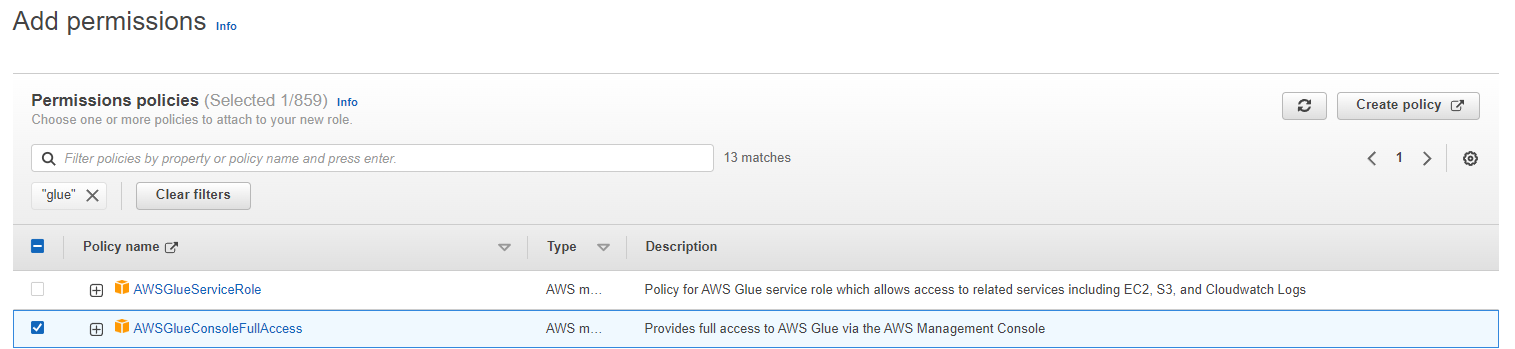 Add permissions Info
Permissions policies (Selected 1/859) Info
Choose one or more policies to attach to your new role.
Create policy
Filter policies by property or policy name and press enter.
13 matches
1
"glue"
Clear filters
Policy name
Type
Description
AWSGlueServiceRole
AWS m...
Policy for AWS Glue service role which allows access to related services including EC2, S3, and Cloudwatch Logs
AWSGlueConsoleFullAccess
AWS m...
Provides full access to AWS Glue via the AWS Management Console